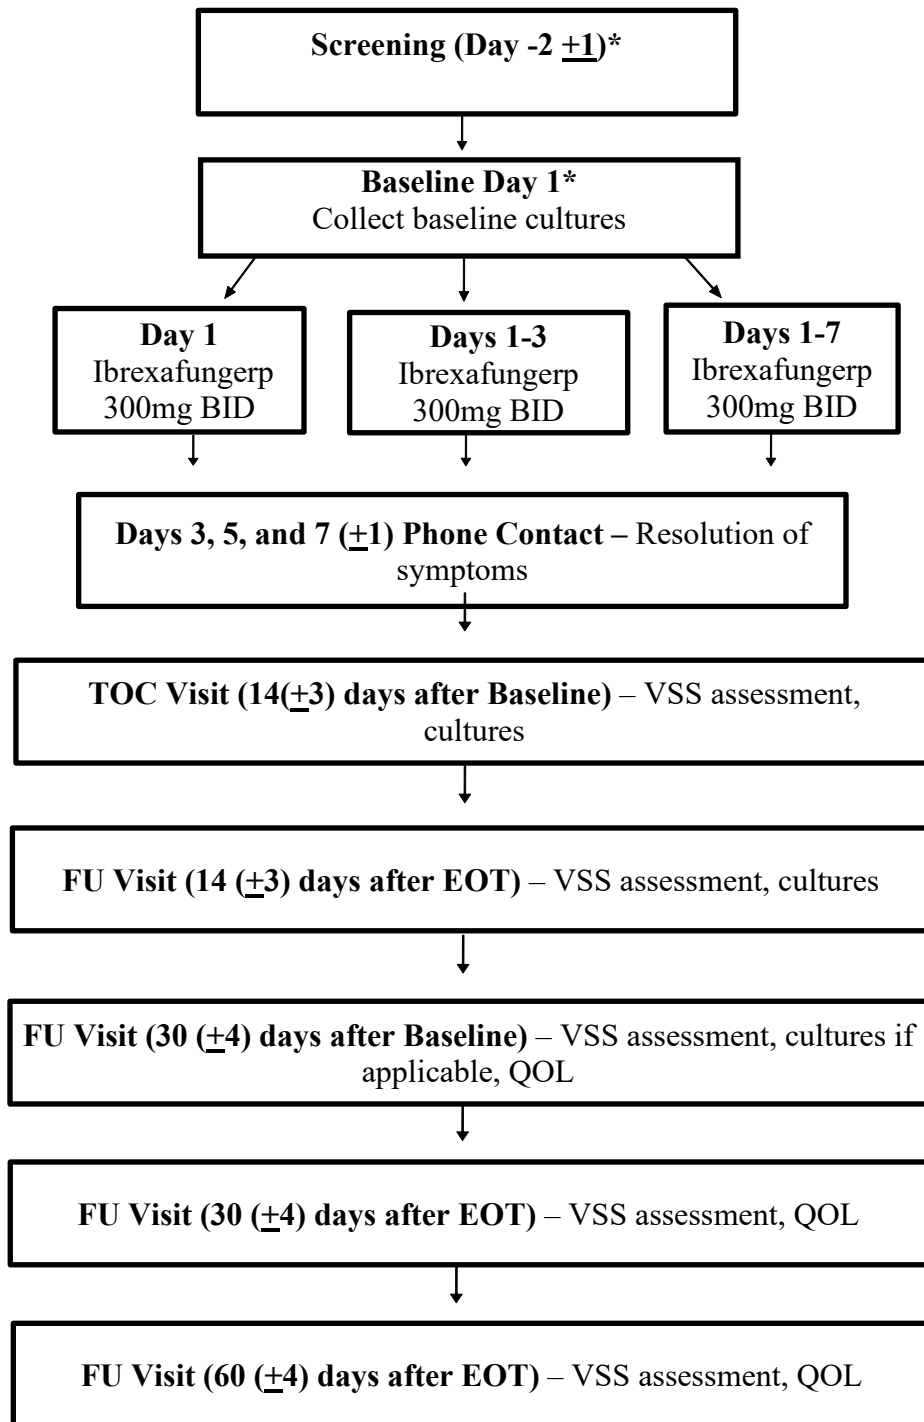 Screening (Day -2 +1)*
Baseline Day 1*
Collect baseline cultures
Day 1
Ibrexafungerp
300mg BID
Days 1-3
Ibrexafungerp
300mg BID
Days 1-7
Ibrexafungerp
300mg BID
Days 3, 5, and 7 (+1) Phone Contact – Resolution of
symptoms
TOC Visit (14(+3) days after Baseline) – VSS assessment,
cultures
FU Visit (14 (+3) days after EOT) – VSS assessment, cultures
FU Visit (30 (+4) days after Baseline) – VSS assessment, cultures if
applicable, QOL
FU Visit (30 (+4) days after EOT) – VSS assessment, QOL
FU Visit (60 (+4) days after EOT) – VSS assessment, QOL